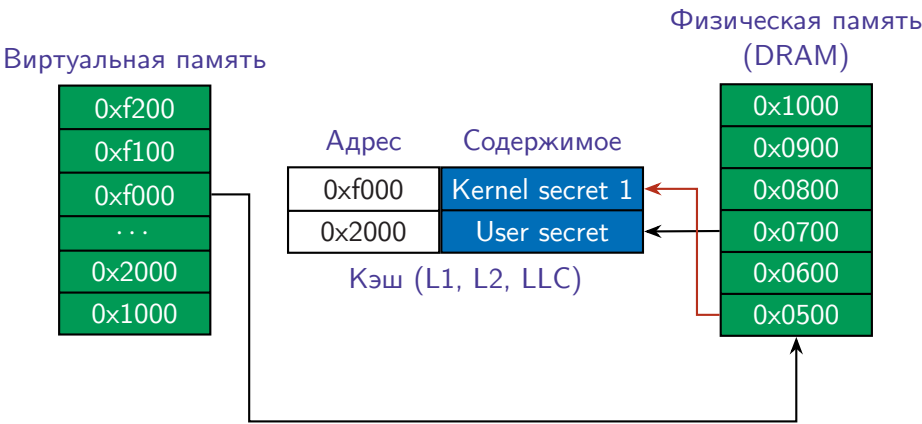 Физическая память
(DRAM)
Виртуальная память
0xf200
0xf100
0xf000
...
0x2000
0x1000
Адрес Содержимое
0xf000 Kernel secret 1
0x2000 User secret
Кэш (L1, L2, LLC)
0x1000
0x0900
0x0800
0x0700
0x0600
0x0500